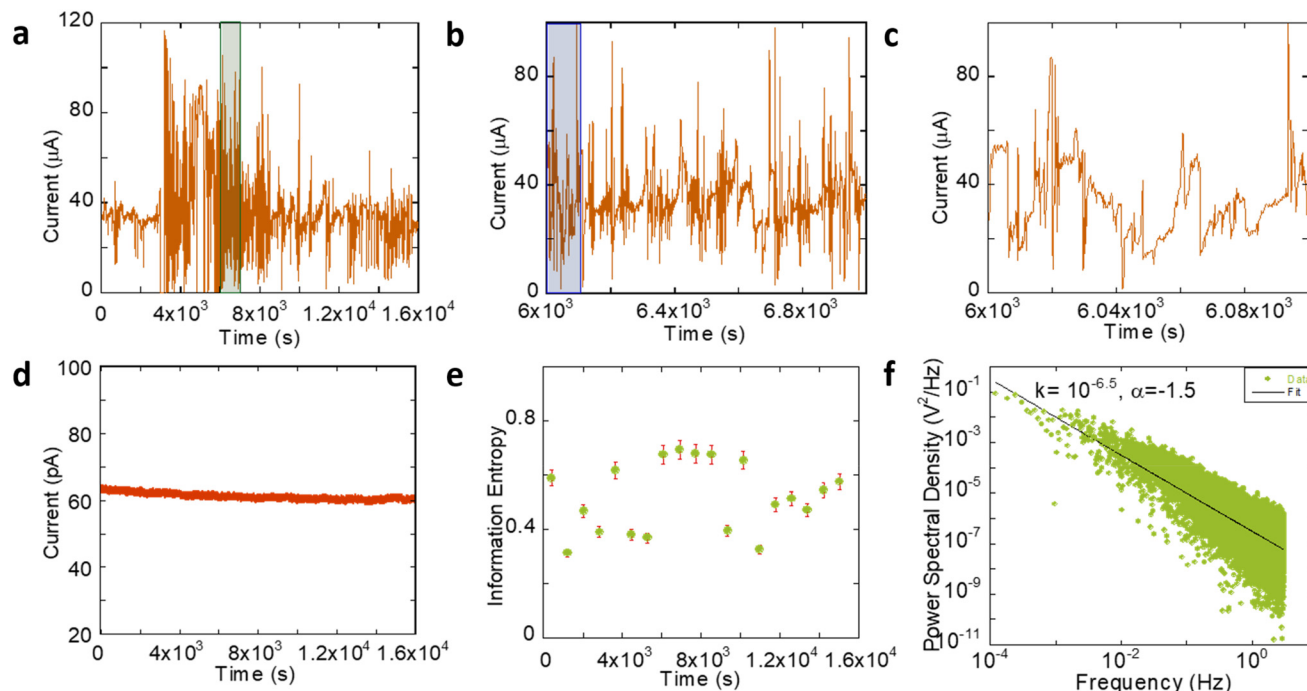 a
120
80
40
0
Current (μA)
0
4x10³
8x10³
1.2x10⁴
1.6x10⁴
Time (s)
b
80
40
0
Current (μA)
6x10³
6.4x10³
6.8x10³
Time (s)
c
80
40
0
Current (μA)
6x10³
6.04x10³
6.08x10³
Time (s)
d
100
80
60
40
20
Current (pA)
0
4x10³
8x10³
1.2x10⁴
1.6x10⁴
Time (s)
e
0.8
0.4
0
Information Entropy
0
4x10³
8x10³
1.2x10⁴
1.6x10⁴
Time (s)
f
k= 10⁻⁶·⁵, α=-1.5
Data
Fit
10⁻¹
10⁻³
10⁻⁵
10⁻⁷
10⁻⁹
10⁻¹¹
Power Spectral Density (V²/Hz)
10⁻⁴
10⁻²
10⁰
Frequency (Hz)